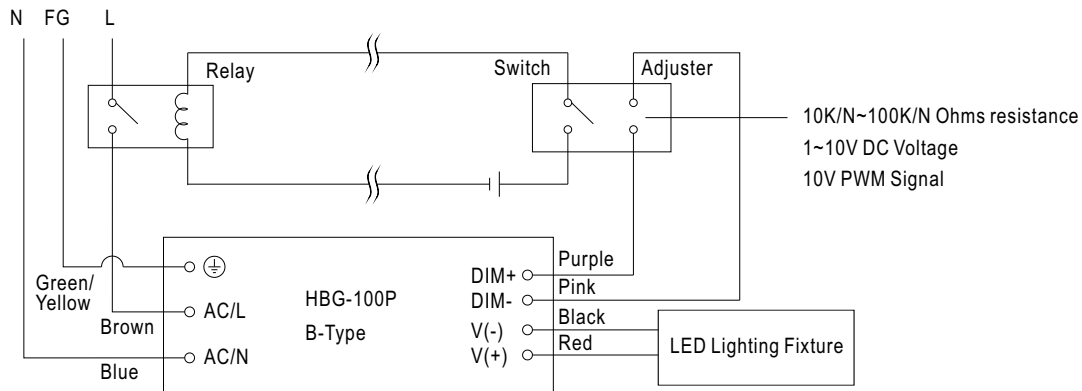 N FG L
Relay
Switch
Adjuster
10K/N~100K/N Ohms resistance
1~10V DC Voltage
10V PWM Signal
Green/
Yellow
Brown
Blue
AC/L
AC/N
HBG-100P
B-Type
DIM+
DIM-
V(-)
V(+)
Purple
Pink
Black
Red
LED Lighting Fixture